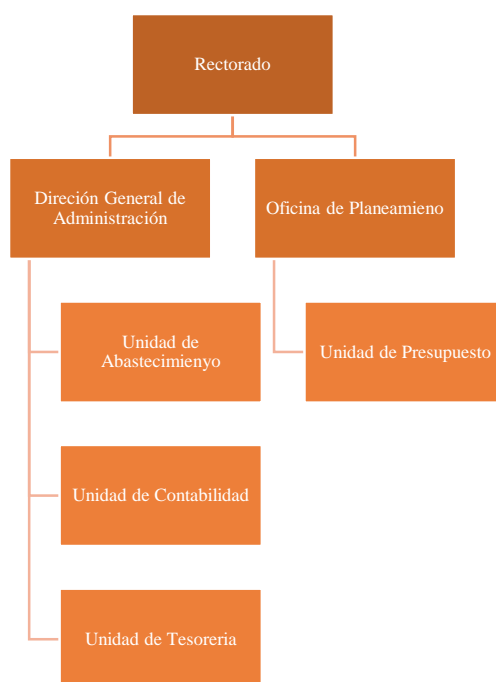 Rectorado
Direción General de
Administración
Oficina de Planeamieno
Unidad de
Abastecimienyo
Unidad de Presupuesto
Unidad de Contabilidad
Unidad de Tesoreria